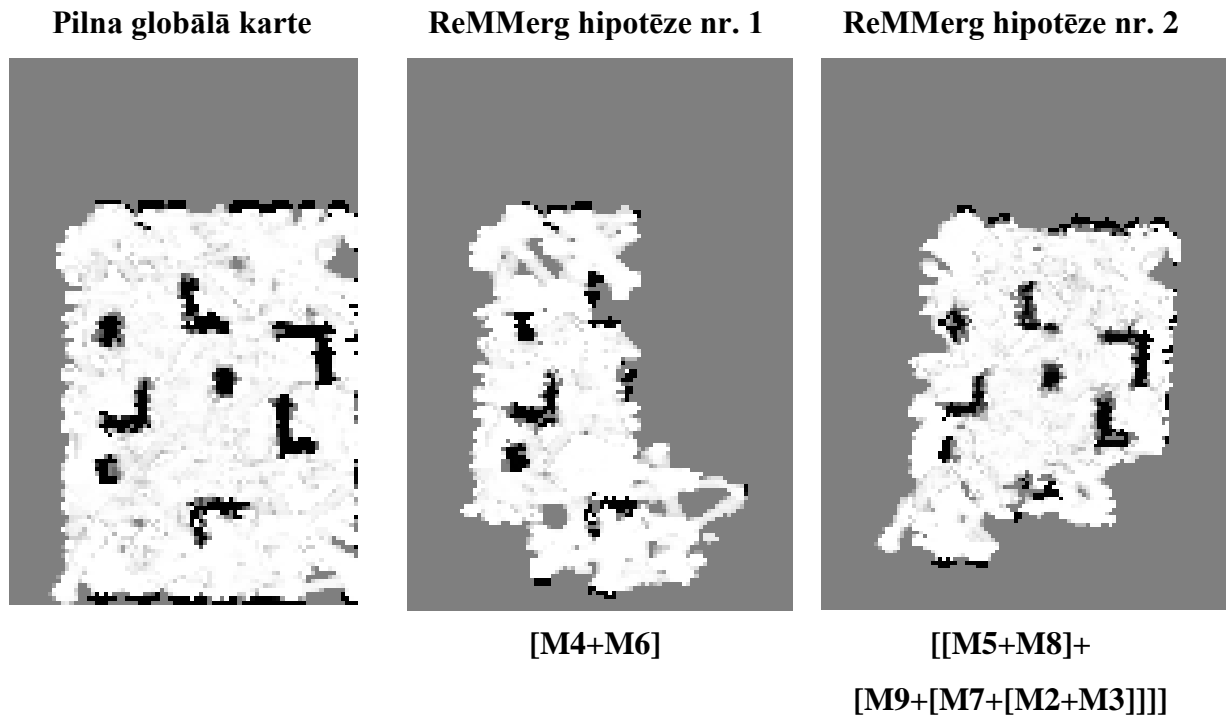 Pilna globālā karte
ReMMerg hipotēze nr. 1
ReMMerg hipotēze nr. 2
[M4+M6]
[[M5+M8]+
[M9+[M7+[M2+M3]]]]